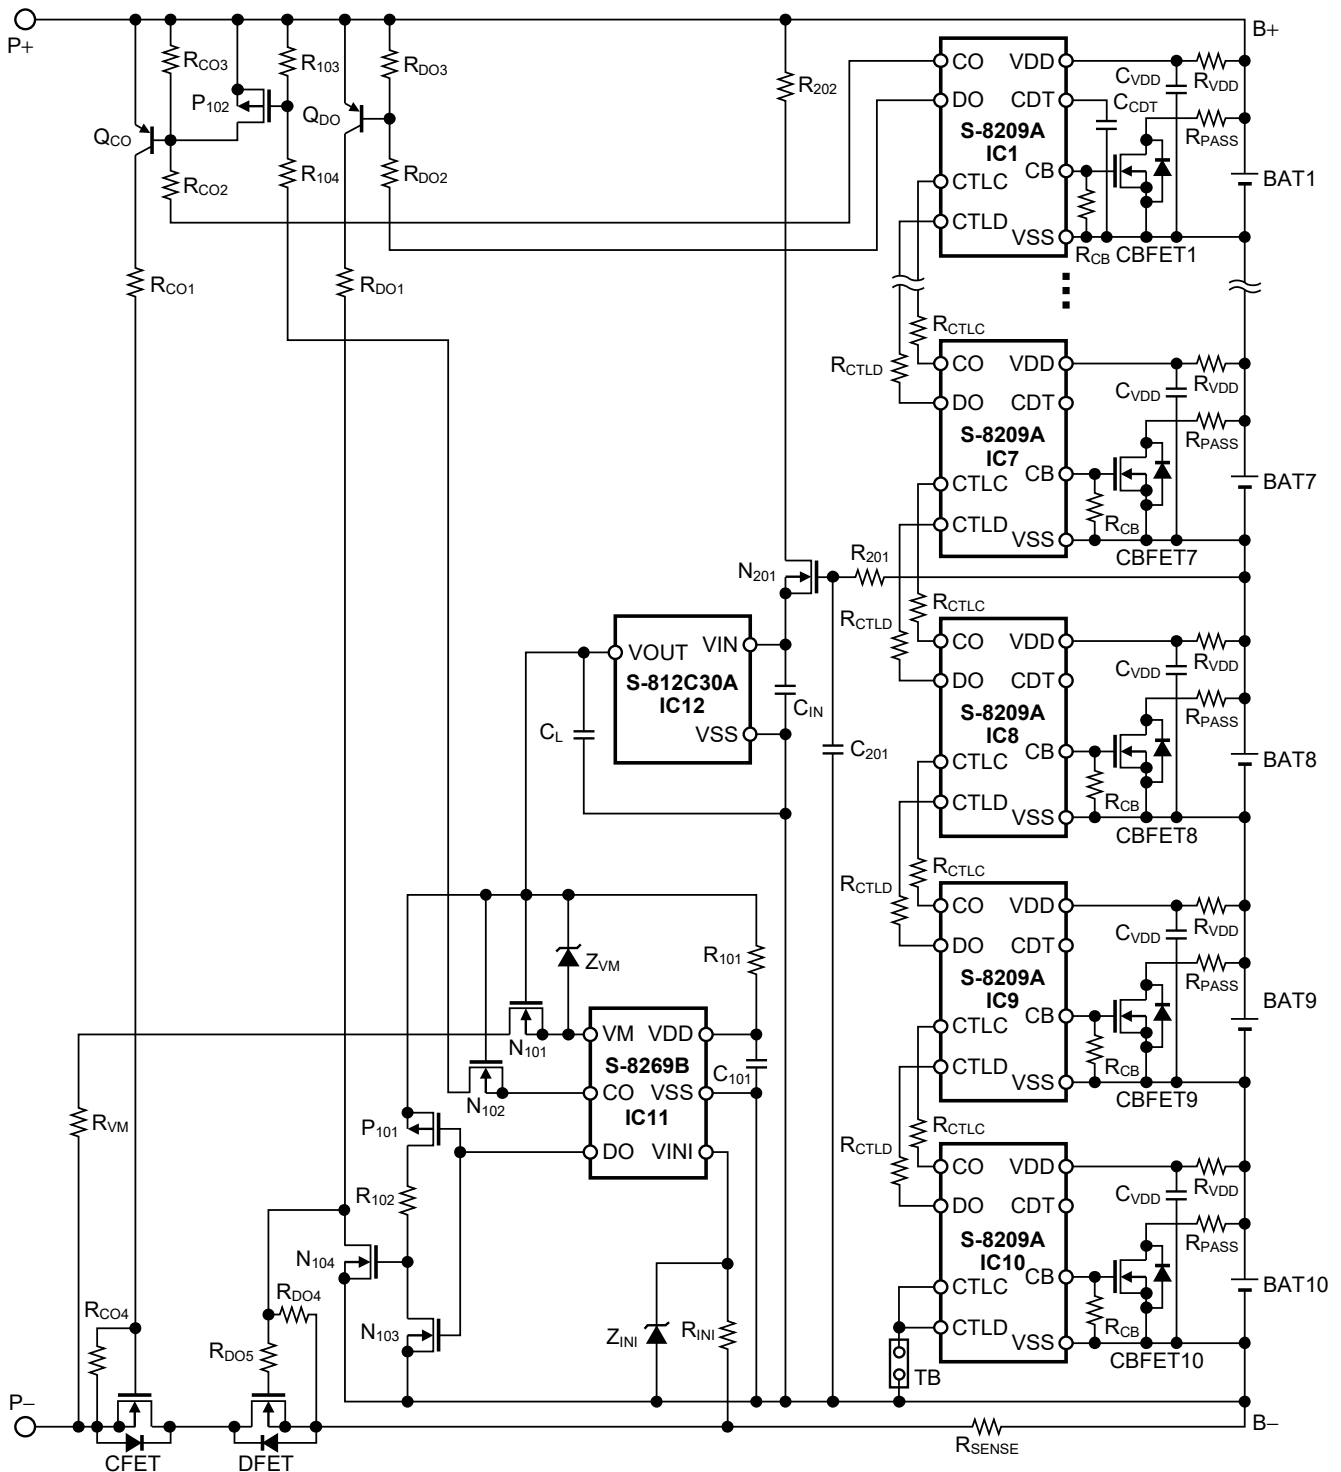 P+
RCO3
R103
RDO3
P102
QCO
QDO
RCO2
R104
RDO2
RCO1
RDO1
R202
B+
CO
VDD
DO
CDT
S-8209A
IC1
CB
CTLC
CTLD
VSS
CVDD
RVDD
CCDT
RPASS
BAT1
RCB
CBFET1
RCTLC
RCTLD
CO
VDD
DO
CDT
S-8209A
IC7
CB
CTLC
CTLD
VSS
CVDD
RVDD
RPASS
BAT7
RCB
CBFET7
N201
R201
RCTLC
RCTLD
VOUT
VIN
S-812C30A
IC12
VSS
CL
CIN
C201
CO
VDD
DO
CDT
S-8209A
IC8
CB
CTLC
CTLD
VSS
CVDD
RVDD
RPASS
BAT8
RCB
CBFET8
RCTLC
RCTLD
CO
VDD
DO
CDT
S-8209A
IC9
CB
CTLC
CTLD
VSS
CVDD
RVDD
RPASS
BAT9
RCB
CBFET9
ZVM
R101
N101
N102
VM
VDD
S-8269B
CO
VSS
IC11
DO
VINI
C101
RVM
P101
R102
N104
N103
RCTLC
RCTLD
CO
VDD
DO
CDT
S-8209A
IC10
CB
CTLC
CTLD
VSS
CVDD
RVDD
RPASS
BAT10
RCB
CBFET10
RCO4
RDO4
RDO5
ZINI
RINI
TB
P−
CFET
DFET
RSENSE
B−